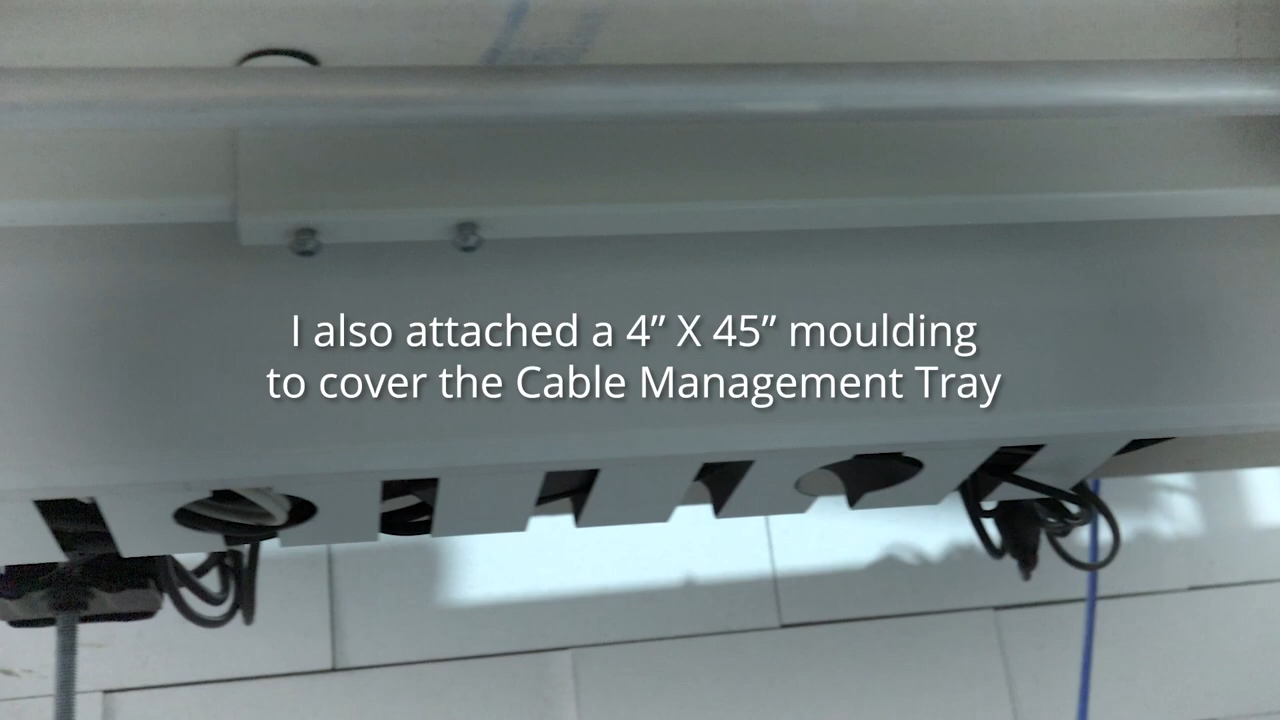 I also attached a 4” X 45” moulding
to cover the Cable Management Tray